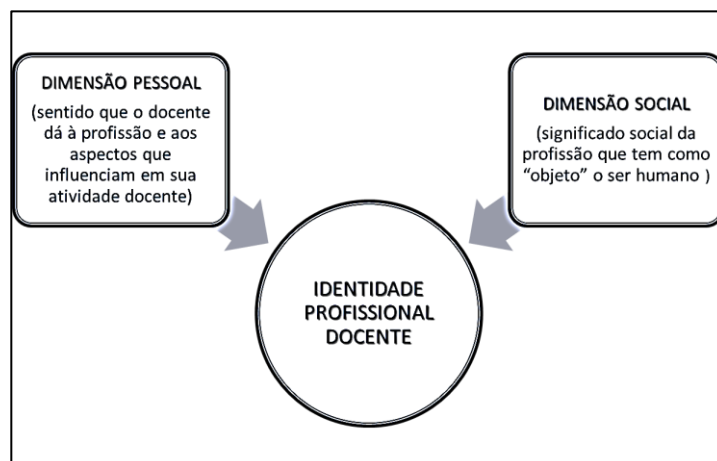 DIMENSÃO PESSOAL
(sentido que o docente
dá à profissão e aos
aspectos que
influenciam em sua
atividade docente)
DIMENSÃO SOCIAL
(significado social da
profissão que tem como
“objeto” o ser humano )
IDENTIDADE
PROFISSIONAL
DOCENTE